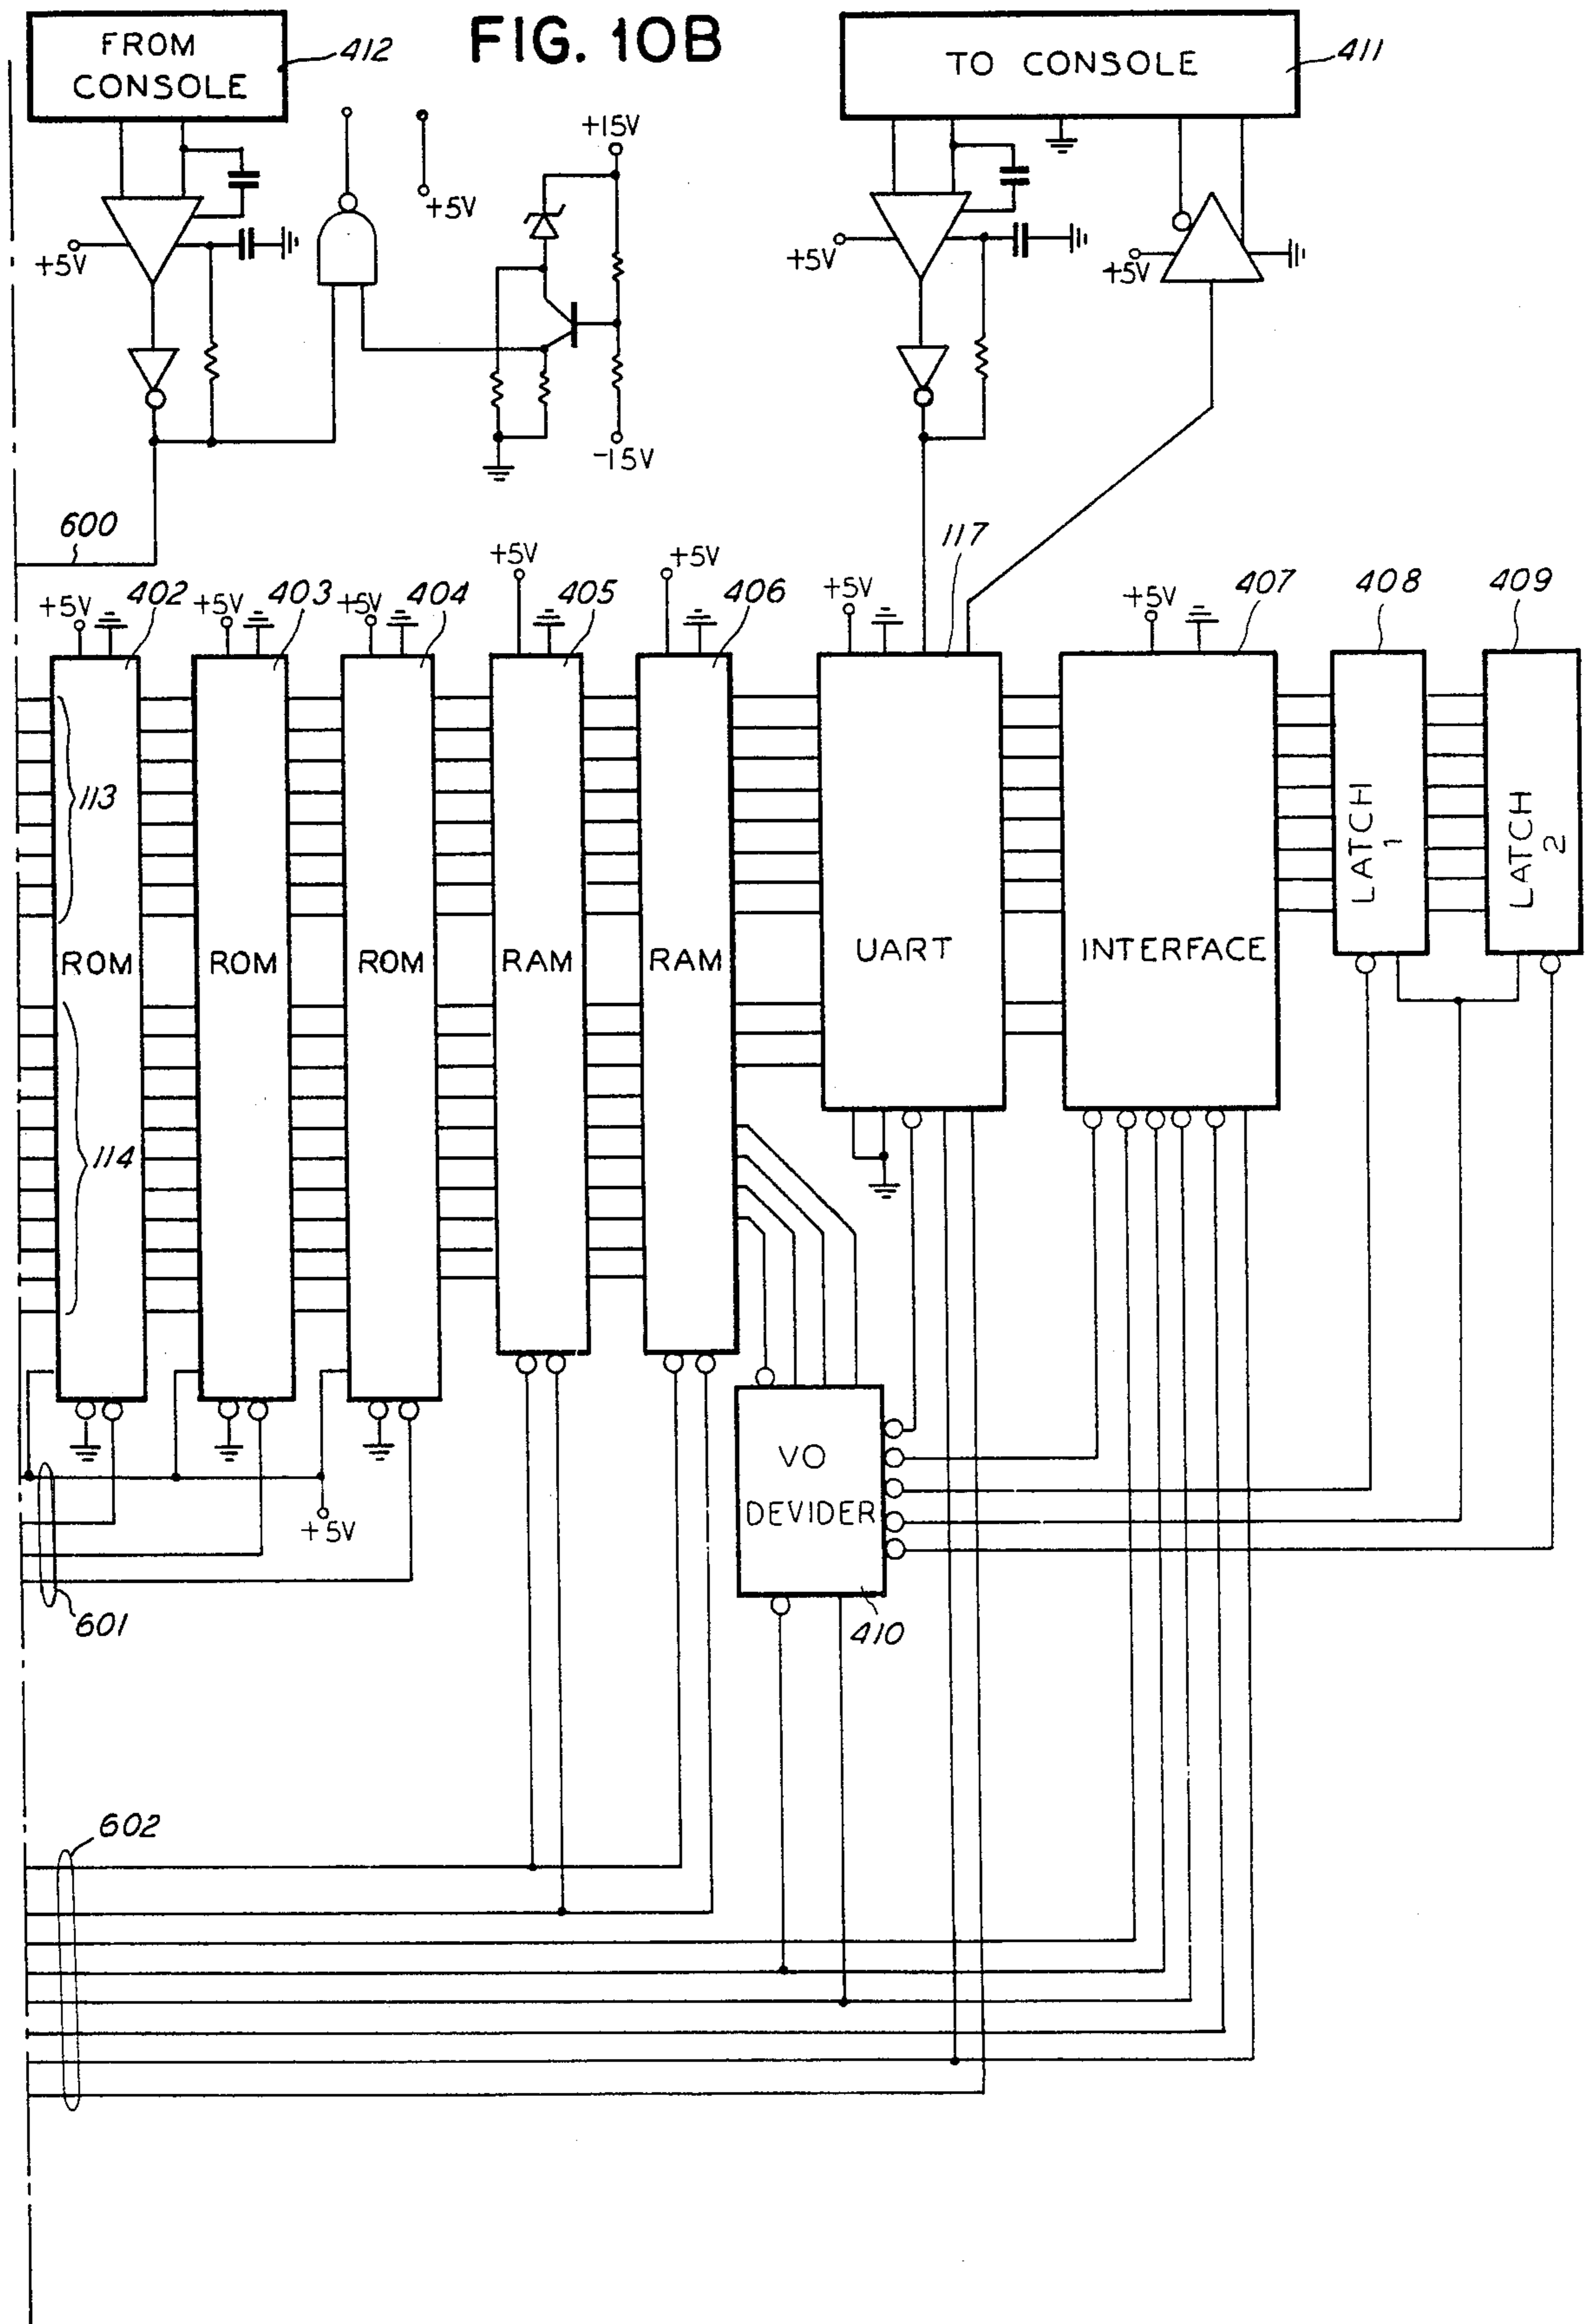 FIG. 10B
FROM
CONSOLE
412
TO CONSOLE
411
+15V
+5V
+5V
+5V
+5V
-15V
600
117
+5V
402
+5V
403
+5V
404
+5V
405
+5V
406
+5V
+5V
407
408
409
113
LATCH
1
LATCH
2
ROM
ROM
ROM
RAM
RAM
UART
INTERFACE
114
VO
DEVIDER
+5V
601
410
602